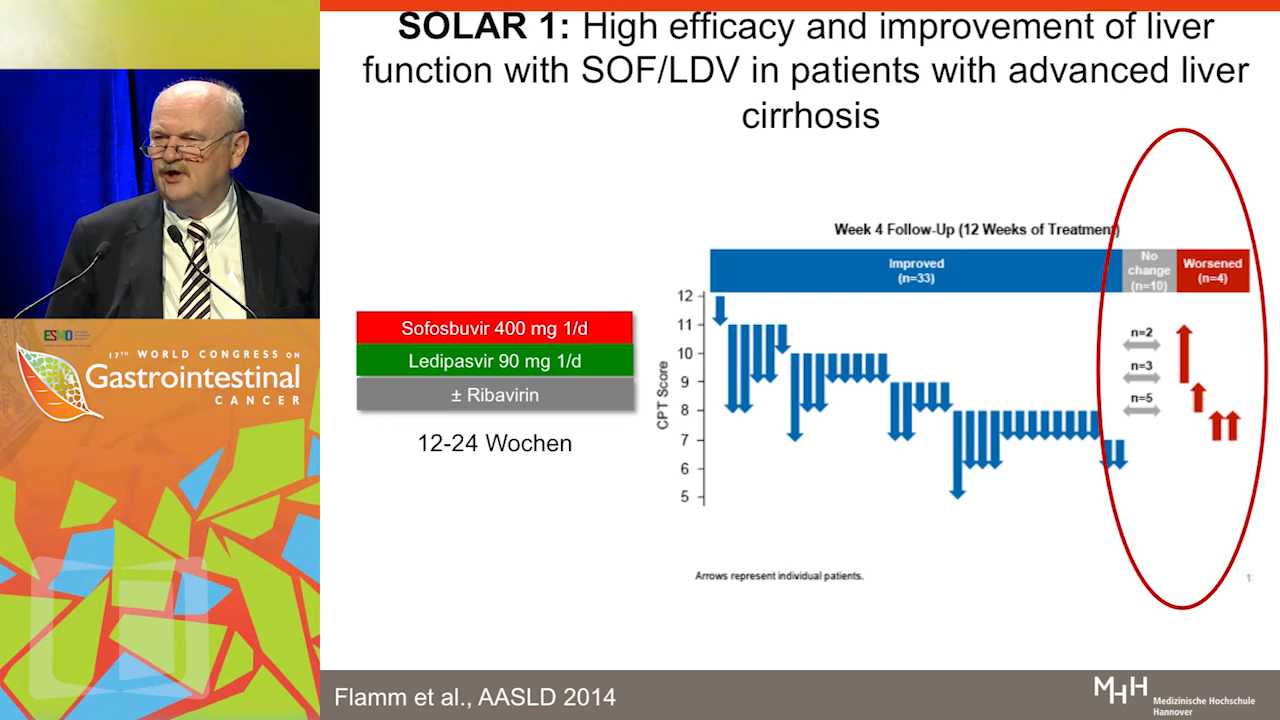 SOLAR 1: High efficacy and improvement of liver
function with SOF/LDV in patients with advanced liver
cirrhosis
ESMO
17TH WORLD CONGRESS ON
Gastrointestinal
CANCER
Sofosbuvir 400 mg 1/d
Ledipasvir 90 mg 1/d
± Ribavirin
12-24 Wochen
Week 4 Follow-Up (12 Weeks of Treatment)
Improved
(n=33)
No
change
(n=10)
Worsened
(n=4)
CPT Score
12
11
10
9
8
7
6
5
n=2
n=3
n=5
Arrows represent individual patients.
Flamm et al., AASLD 2014
MHH
Medizinische Hochschule
Hannover